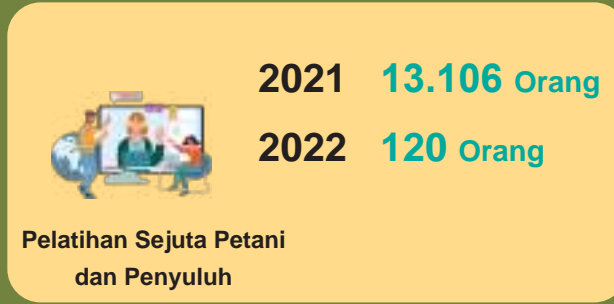 2021 13.106 Orang
2022 120 Orang
Pelatihan Sejuta Petani
dan Penyuluh